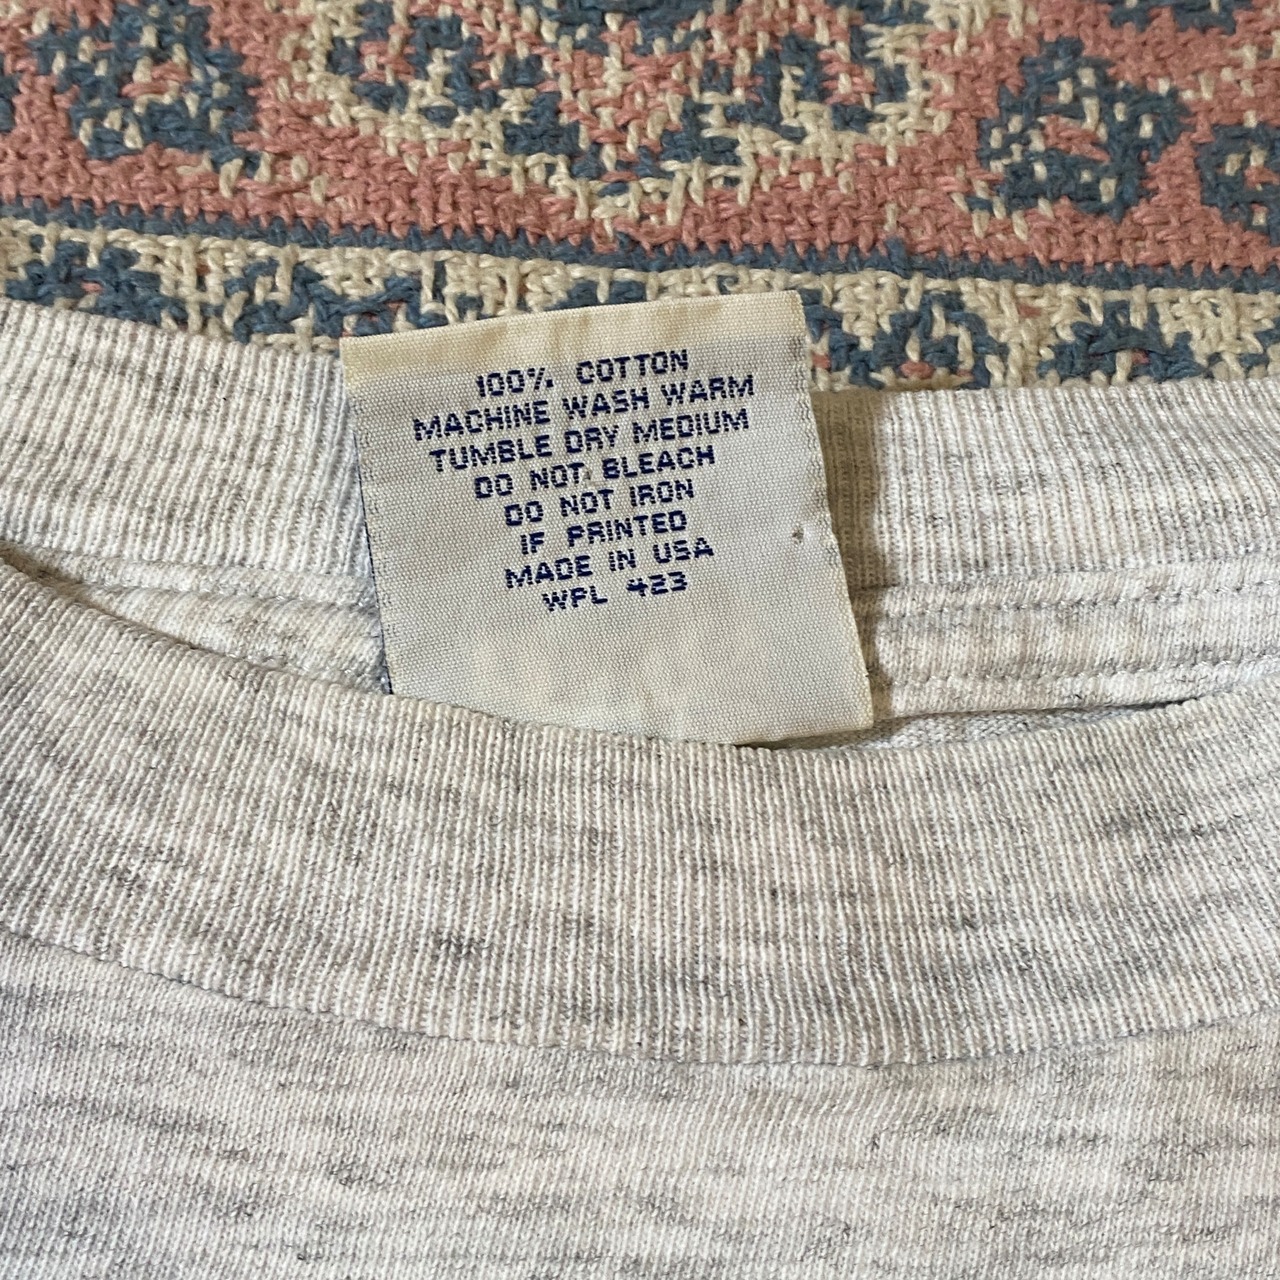 100% COTTON
MACHINE WASH WARM
TUMBLE DRY MEDIUM
DO NOT BLEACH
DO NOT IRON
IF PRINTED
MADE IN USA
WPL 423